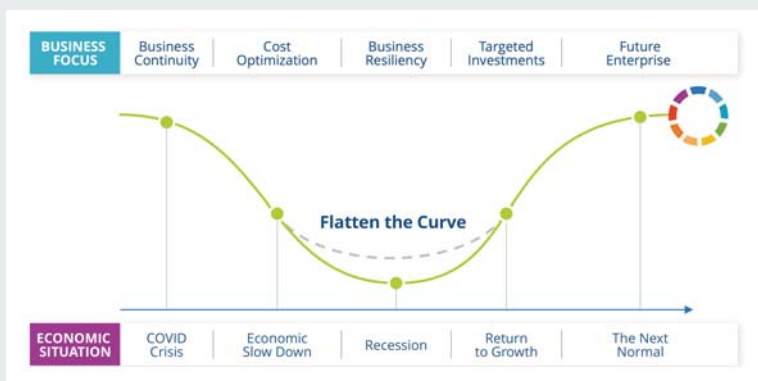 BUSINESS
FOCUS
Business
Continuity
Cost
Optimization
Business
Resiliency
Targeted
Investments
Future
Enterprise
Flatten the Curve
ECONOMIC
SITUATION
COVID
Crisis
Economic
Slow Down
Recession
Return
to Growth
The Next
Normal